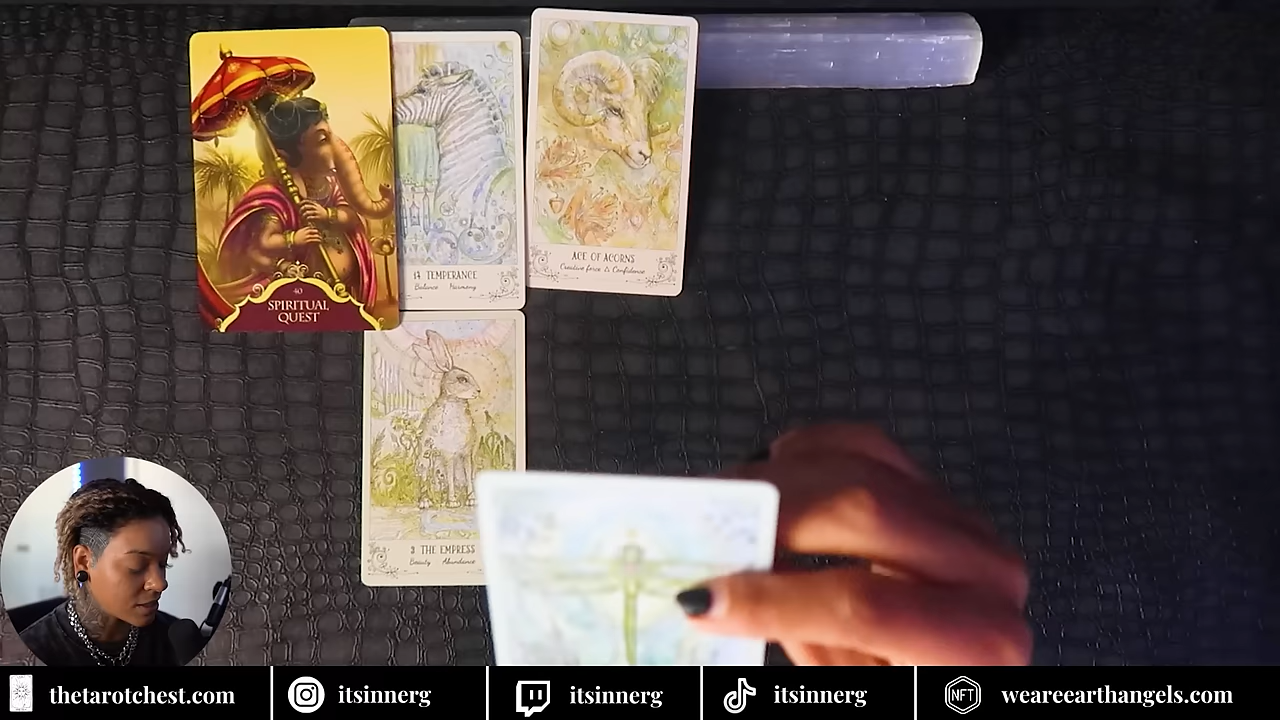 40
SPIRITUAL
QUEST
14 TEMPERANCE
Balance Harmony
ACE OF ACORNS
Creative force & Confidence
3 THE EMPRESS
Beauty Abundance
thetarotchest.com
itsinnerg
itsinnerg
itsinnerg
NFT
weareearthangels.com